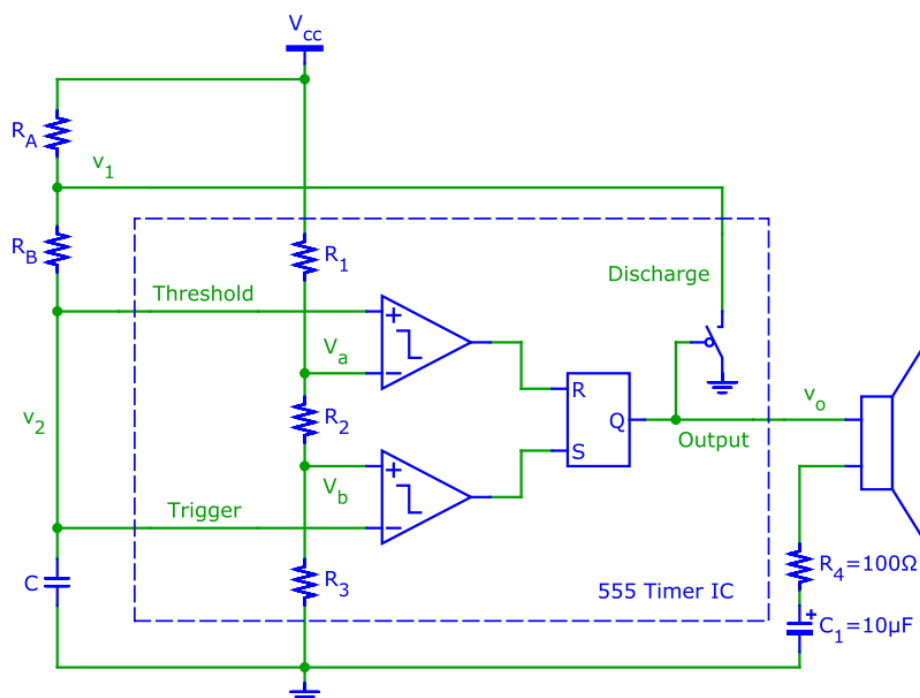 Vcc
RA
v1
RB
R1
Discharge
Threshold
+
Va
−
R
v2
R2
Q
vo
S
Output
+
Vb
Trigger
−
C
R3
555 Timer IC
R4=100Ω
+
C1=10µF